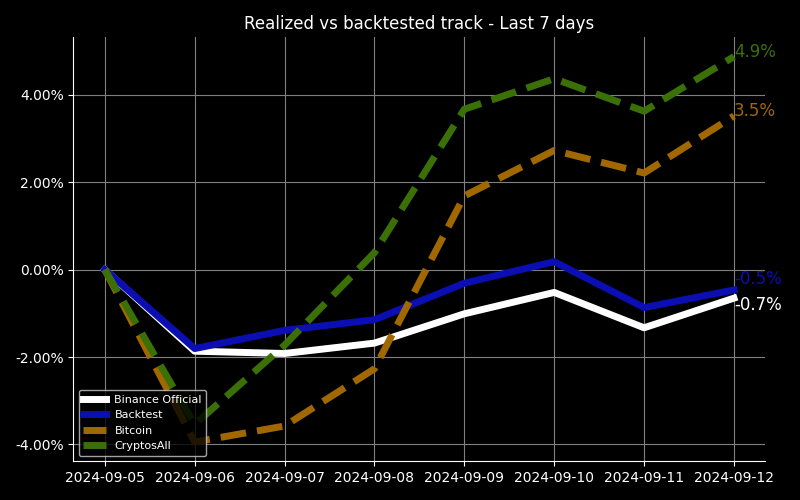 Realized vs backtested track - Last 7 days
4.9%
4.00%
3.5%
2.00%
0.00%
-0.5%
-0.7%
-2.00%
-4.00%
Binance Official
Backtest
Bitcoin
CryptosAll
2024-09-05 2024-09-06 2024-09-07 2024-09-08 2024-09-09 2024-09-10 2024-09-11 2024-09-12